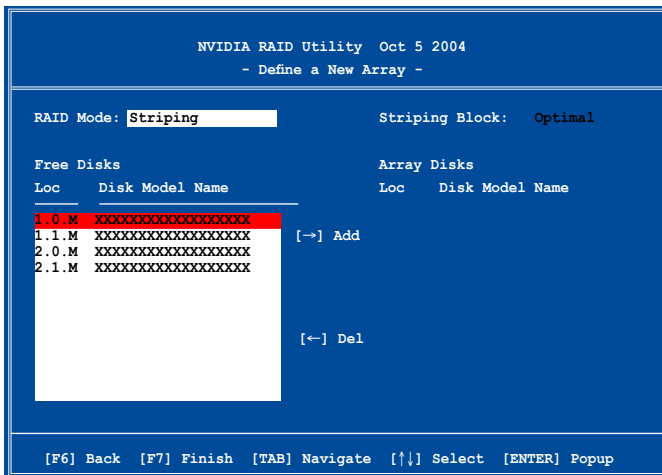 NVIDIA RAID Utility Oct 5 2004
- Define a New Array -
RAID Mode: Striping Striping Block: Optimal
Free Disks Array Disks
Loc Disk Model Name Loc Disk Model Name
1.0.M XXXXXXXXXXXXXXXXXX
1.1.M XXXXXXXXXXXXXXXXXX [→] Add
2.0.M XXXXXXXXXXXXXXXXXX
2.1.M XXXXXXXXXXXXXXXXXX
[←] Del
[F6] Back [F7] Finish [TAB] Navigate [↑↓] Select [ENTER] Popup